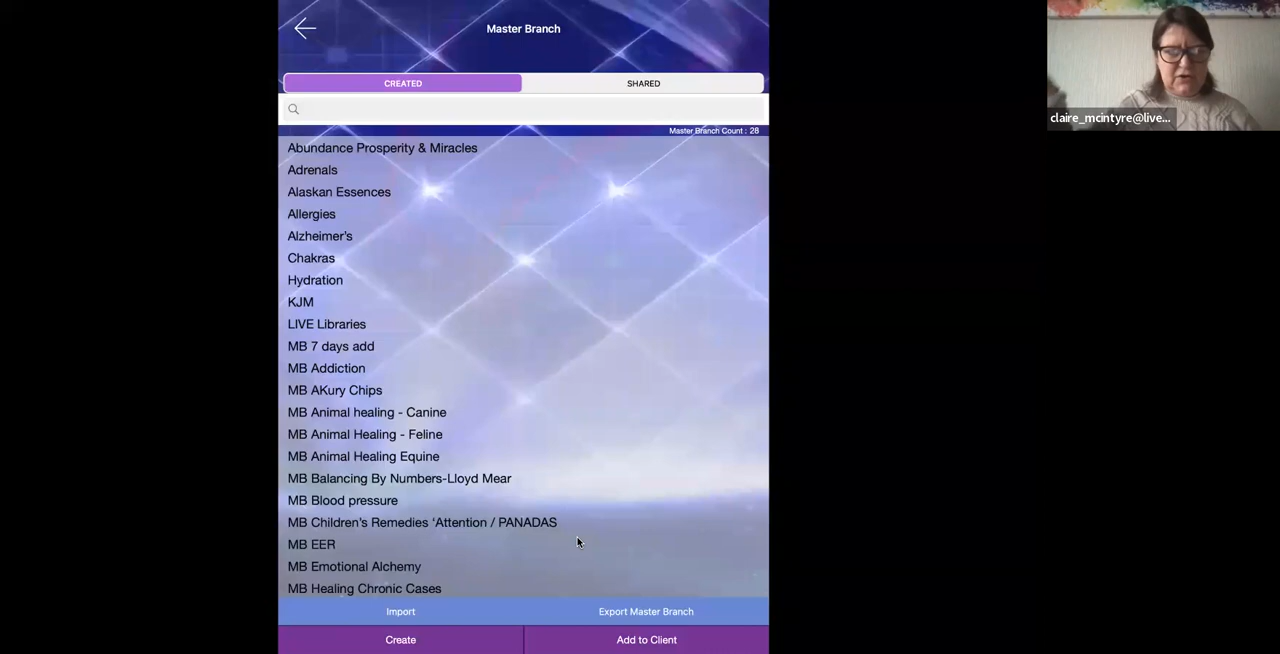 Master Branch
CREATED
SHARED
Master Branch Count : 28
Abundance Prosperity & Miracles
Adrenals
Alaskan Essences
Allergies
Alzheimer’s
Chakras
Hydration
KJM
LIVE Libraries
MB 7 days add
MB Addiction
MB AKury Chips
MB Animal healing - Canine
MB Animal Healing - Feline
MB Animal Healing Equine
MB Balancing By Numbers-Lloyd Mear
MB Blood pressure
MB Children’s Remedies ‘Attention / PANADAS
MB EER
MB Emotional Alchemy
MB Healing Chronic Cases
Import
Export Master Branch
Create
Add to Client
claire_mcintyre@live...